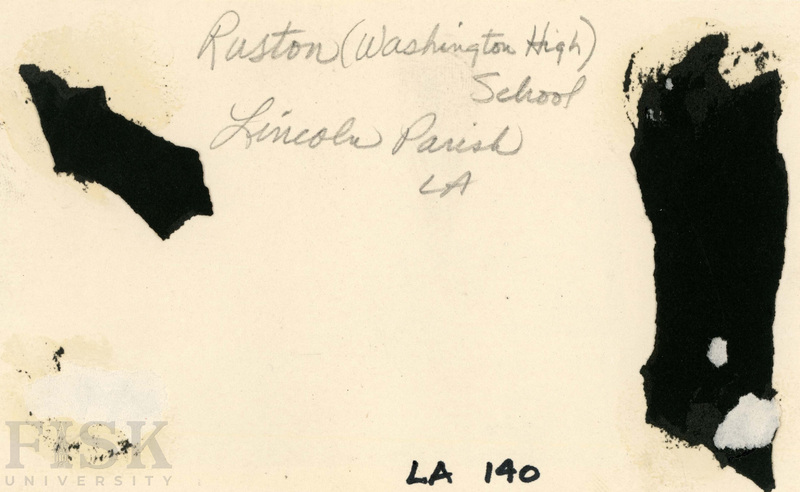 Ruston (Washington High)
School
Lincoln Parish
LA
LA 140
FISK
UNIVERSITY